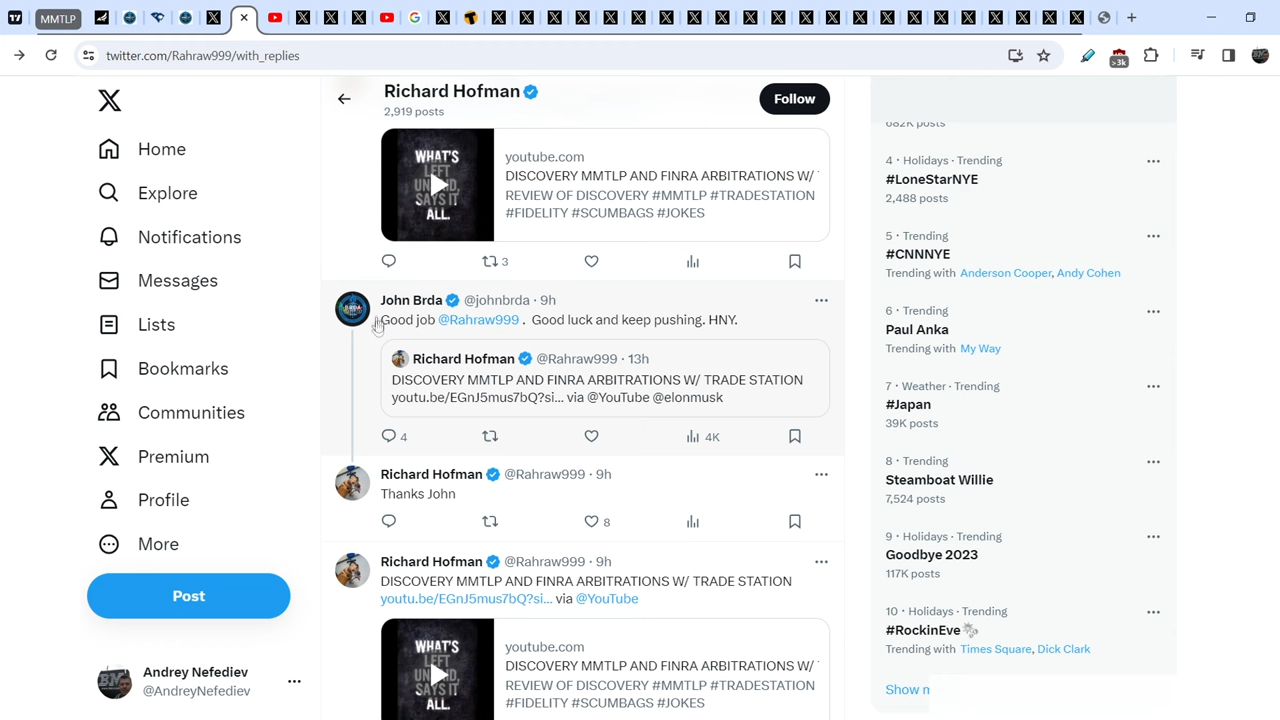 MMTLP
twitter.com/Rahraw999/with_replies
>3k
Home
Explore
Notifications
Messages
Lists
Bookmarks
Communities
Premium
Profile
More
Post
Andrey Nefediev
@AndreyNefediev
Richard Hofman
2,919 posts
Follow
WHAT'S
LEFT
UNSAID,
SAYS IT
ALL.
youtube.com
DISCOVERY MMTLP AND FINRA ARBITRATIONS W/
REVIEW OF DISCOVERY #MMTLP #TRADESTATION
#FIDELITY #SCUMBAGS #JOKES
3
John Brda @johnbrda · 9h
Good job @Rahraw999 . Good luck and keep pushing. HNY.
Richard Hofman @Rahraw999 · 13h
DISCOVERY MMTLP AND FINRA ARBITRATIONS W/ TRADE STATION
youtu.be/EGnJ5mus7bQ?si... via @YouTube @elonmusk
4 4K
Richard Hofman @Rahraw999 · 9h
Thanks John
8
Richard Hofman @Rahraw999 · 9h
DISCOVERY MMTLP AND FINRA ARBITRATIONS W/ TRADE STATION
youtu.be/EGnJ5mus7bQ?si... via @YouTube
WHAT'S
LEFT
UNSAID,
SAYS IT
ALL.
youtube.com
DISCOVERY MMTLP AND FINRA ARBITRATIONS W/
REVIEW OF DISCOVERY #MMTLP #TRADESTATION
#FIDELITY #SCUMBAGS #JOKES
682K posts
4 · Holidays · Trending
#LoneStarNYE
2,488 posts
5 · Trending
#CNNNYE
Trending with Anderson Cooper, Andy Cohen
6 · Trending
Paul Anka
Trending with My Way
7 · Weather · Trending
#Japan
39K posts
8 · Trending
Steamboat Willie
7,524 posts
9 · Holidays · Trending
Goodbye 2023
117K posts
10 · Holidays · Trending
#RockinEve
Trending with Times Square, Dick Clark
Show